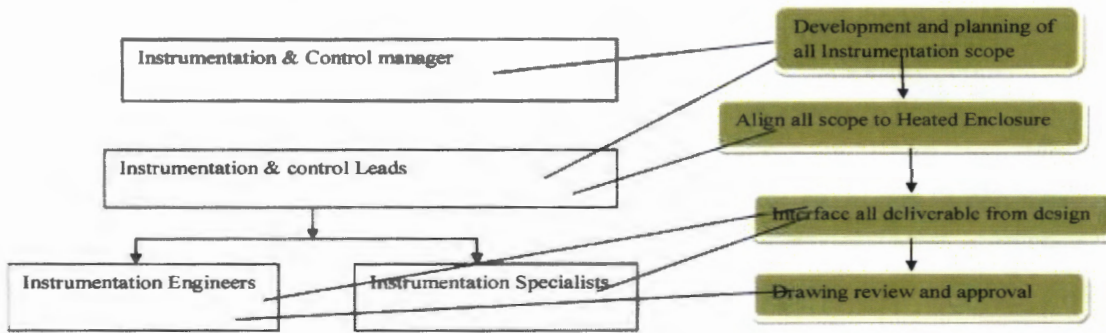 Instrumentation & Control manager
Instrumentation & control Leads
Instrumentation Engineers
Instrumentation Specialists
Development and planning of
all Instrumentation scope
Align all scope to Heated Enclosure
Interface all deliverable from design
Drawing review and approval